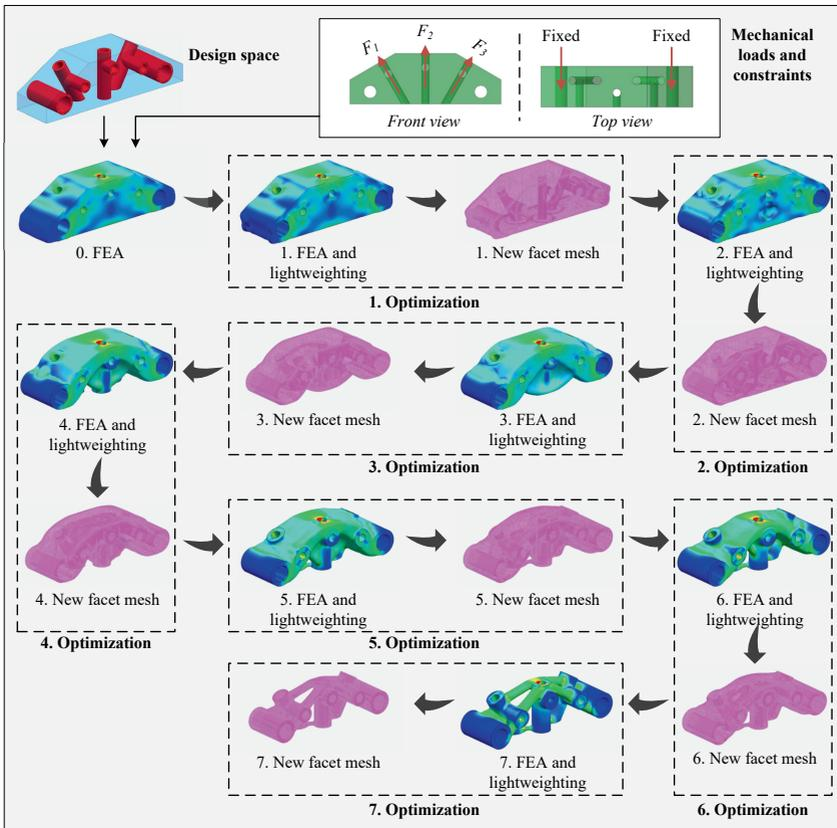 Design space
F1
F2
F3
Front view
Fixed
Fixed
Top view
Mechanical
loads and
constraints
0. FEA
1. FEA and
lightweighting
1. New facet mesh
1. Optimization
2. FEA and
lightweighting
2. New facet mesh
2. Optimization
3. FEA and
lightweighting
3. New facet mesh
3. Optimization
4. FEA and
lightweighting
4. New facet mesh
4. Optimization
5. FEA and
lightweighting
5. New facet mesh
5. Optimization
6. FEA and
lightweighting
6. New facet mesh
6. Optimization
7. FEA and
lightweighting
7. New facet mesh
7. Optimization